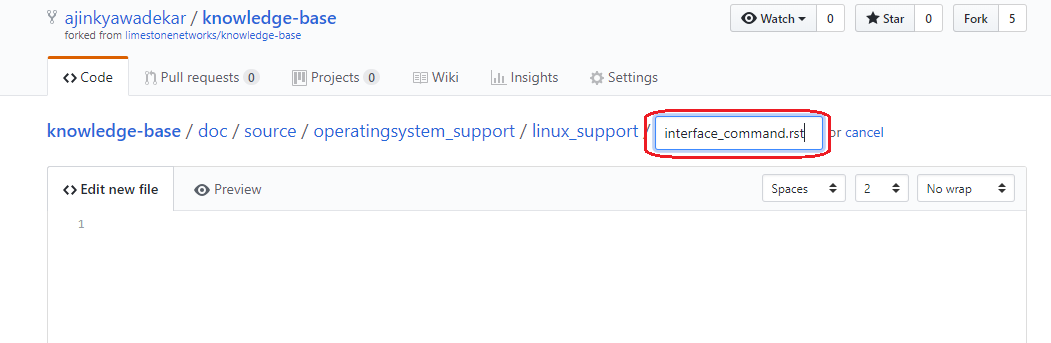 ajinkyawadekar / knowledge-base
forked from limestonenetworks/knowledge-base
Watch 0 Star 0 Fork 5
Code Pull requests 0 Projects 0 Wiki Insights Settings
knowledge-base / doc / source / operatingsystem_support / linux_support / interface_command.rst or cancel
Edit new file Preview Spaces 2 No wrap
1